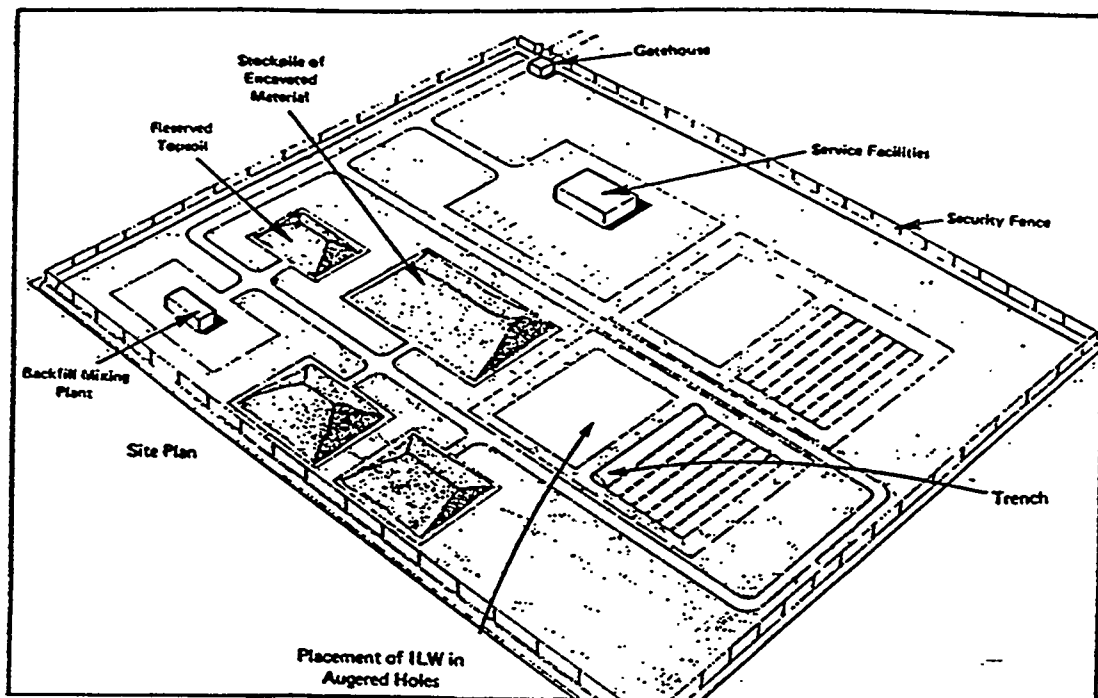 Gatehouse
Stockpile of
Excavated
Material
Reserved
Topsoil
Service Facilities
Security Fence
Backfill Mixing
Plant
Site Plan
Trench
Placement of ILW in
Augered Holes